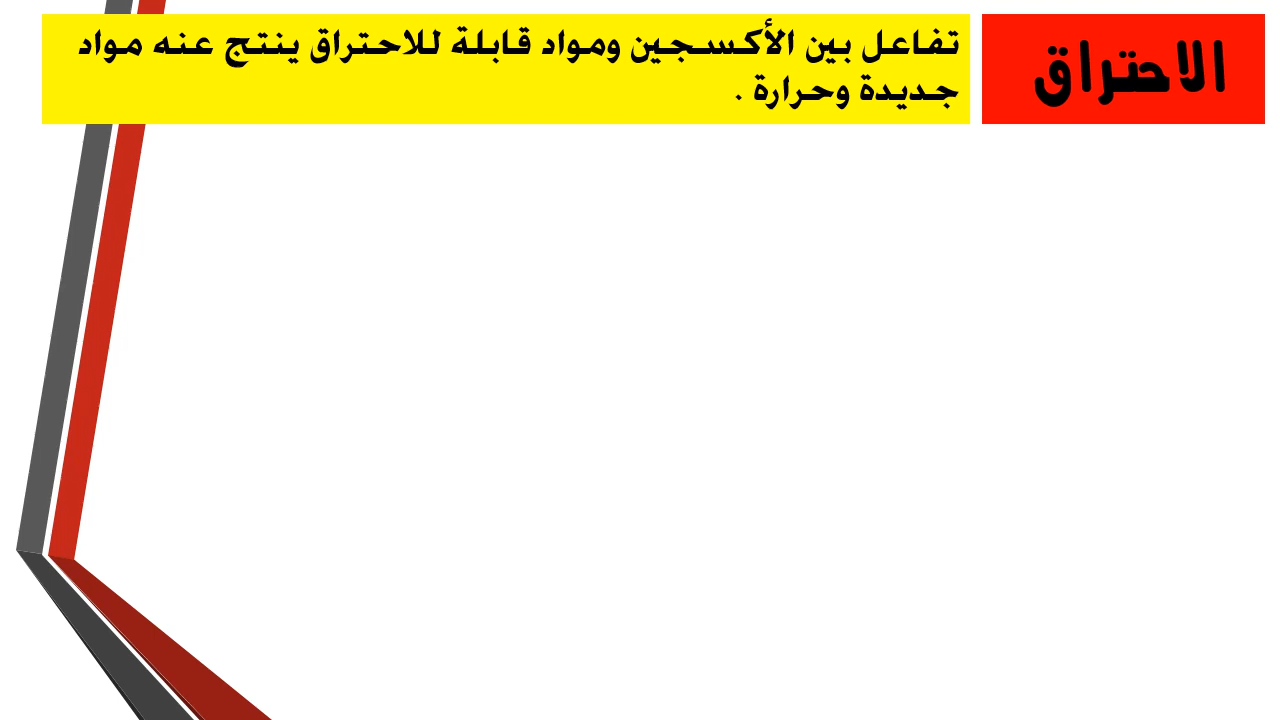 الاحتراق
تفاعل بين الأكسجين ومواد قابلة للاحتراق ينتج عنه مواد
جديدة وحرارة .